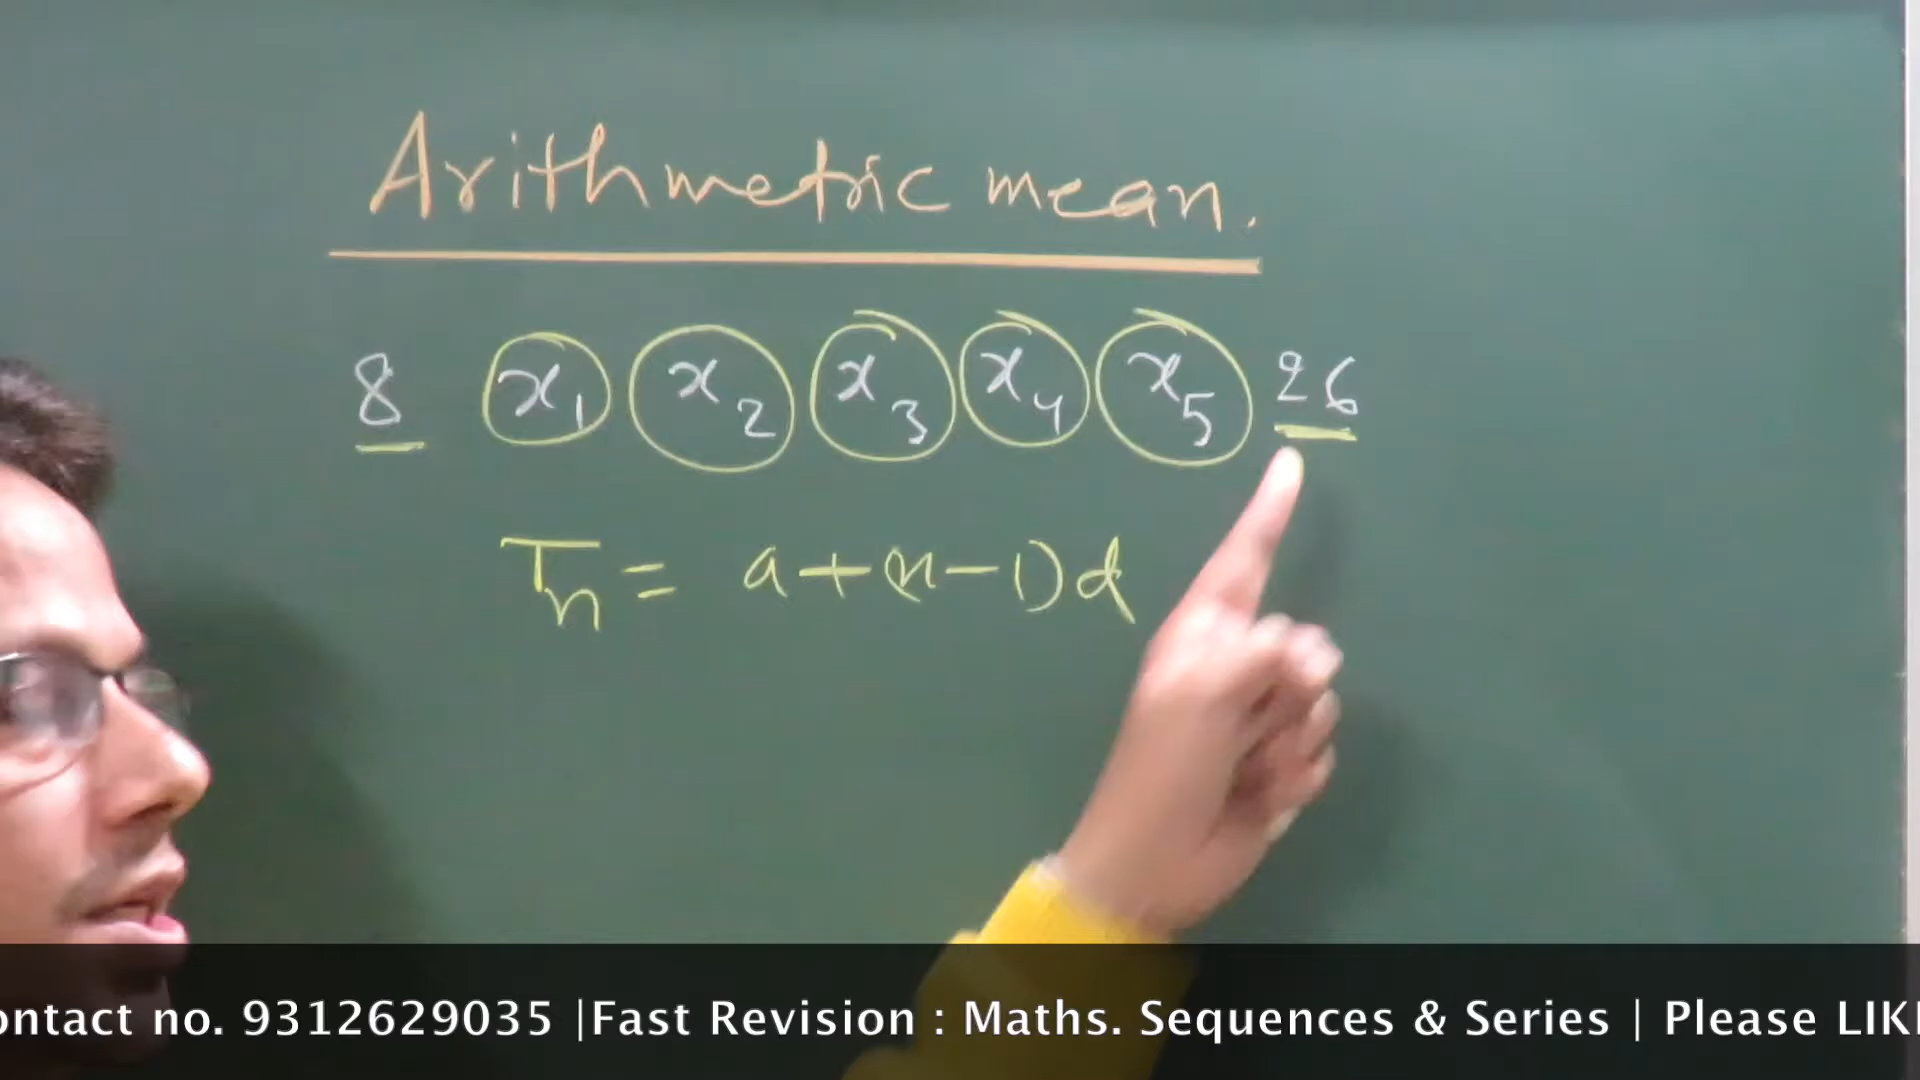 Arithmetric mean.
8 x₁ x₂ x₃ x₄ x₅ 26
Tₙ = a+(n-1)d
ontact no. 9312629035 |Fast Revision : Maths. Sequences & Series | Please LIK